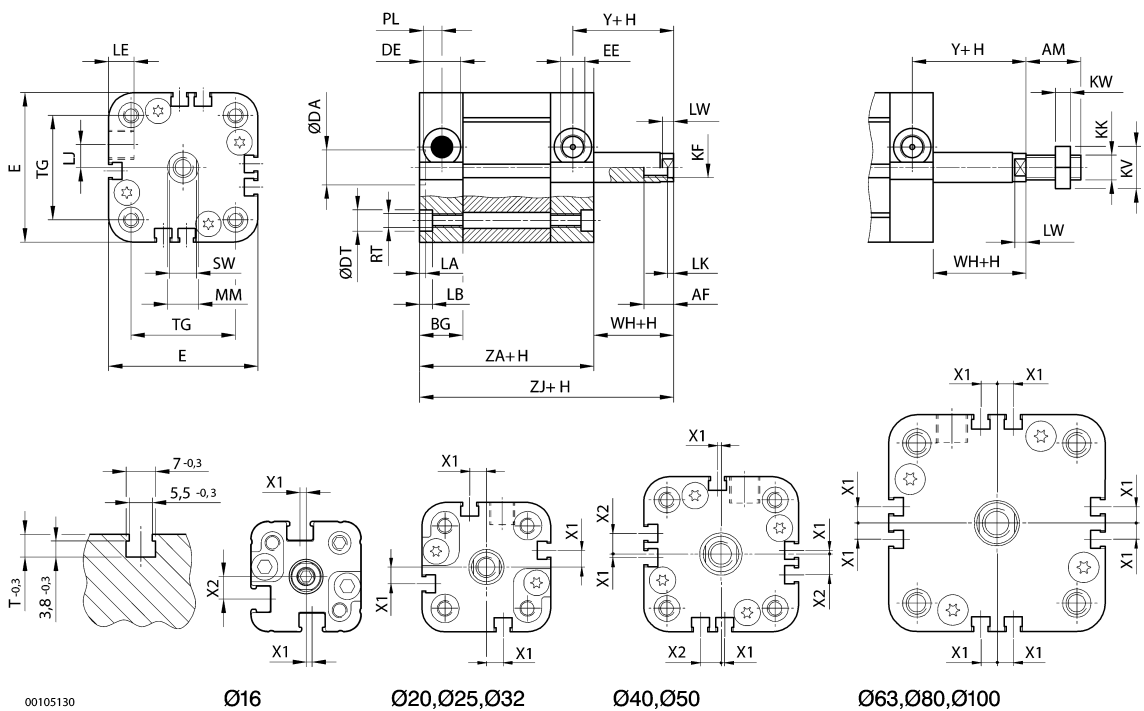 PL
Y+ H
LE
DE
EE
Y+ H
AM
KW
ØDA
LW
KK
E
TG
LJ
KF
KV
ØDT
RT
SW
LA
LK
LW
MM
LB
AF
WH+H
TG
BG
WH+H
E
ZA+ H
ZJ+ H
X1
X1
X1
7 -0,3
X1
X1
5,5 -0,3
X2
X1
X1
X1
X1
T-0,3
3,8-0,3
X2
X1
X1
X1
X1
X1
X2
X1
X1
X2
X1
X1
X1
00105130
Ø16
Ø20,Ø25,Ø32
Ø40,Ø50
Ø63,Ø80,Ø100